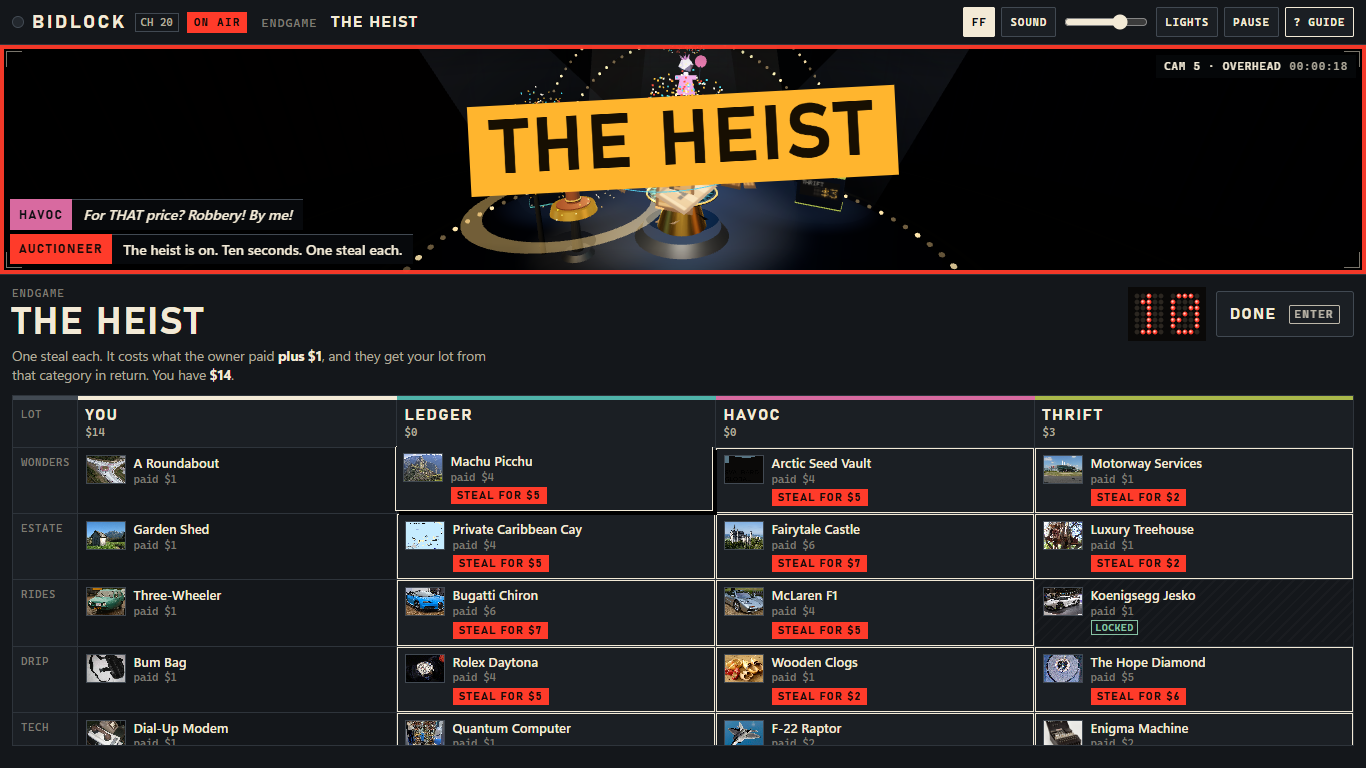 BIDLOCK CH 20 ON AIR ENDGAME THE HEIST FF SOUND LIGHTS PAUSE ? GUIDE
CAM 5 · OVERHEAD 00:00:18
THE HEIST
THRIFT
$3
HAVOC For THAT price? Robbery! By me!
AUCTIONEER The heist is on. Ten seconds. One steal each.
ENDGAME
THE HEIST
10 DONE ENTER
One steal each. It costs what the owner paid plus $1, and they get your lot from
that category in return. You have $14.
LOT YOU LEDGER HAVOC THRIFT
$14 $0 $0 $3
WONDERS A Roundabout Machu Picchu Arctic Seed Vault Motorway Services
paid $1 paid $4 paid $4 paid $1
STEAL FOR $5 STEAL FOR $5 STEAL FOR $2
ESTATE Garden Shed Private Caribbean Cay Fairytale Castle Luxury Treehouse
paid $1 paid $4 paid $6 paid $1
STEAL FOR $5 STEAL FOR $7 STEAL FOR $2
RIDES Three-Wheeler Bugatti Chiron McLaren F1 Koenigsegg Jesko
paid $1 paid $6 paid $4 paid $1
STEAL FOR $7 STEAL FOR $5 LOCKED
DRIP Bum Bag Rolex Daytona Wooden Clogs The Hope Diamond
paid $1 paid $4 paid $1 paid $5
STEAL FOR $5 STEAL FOR $2 STEAL FOR $6
TECH Dial-Up Modem Quantum Computer F-22 Raptor Enigma Machine
paid $1 paid $1 paid $2 paid $2